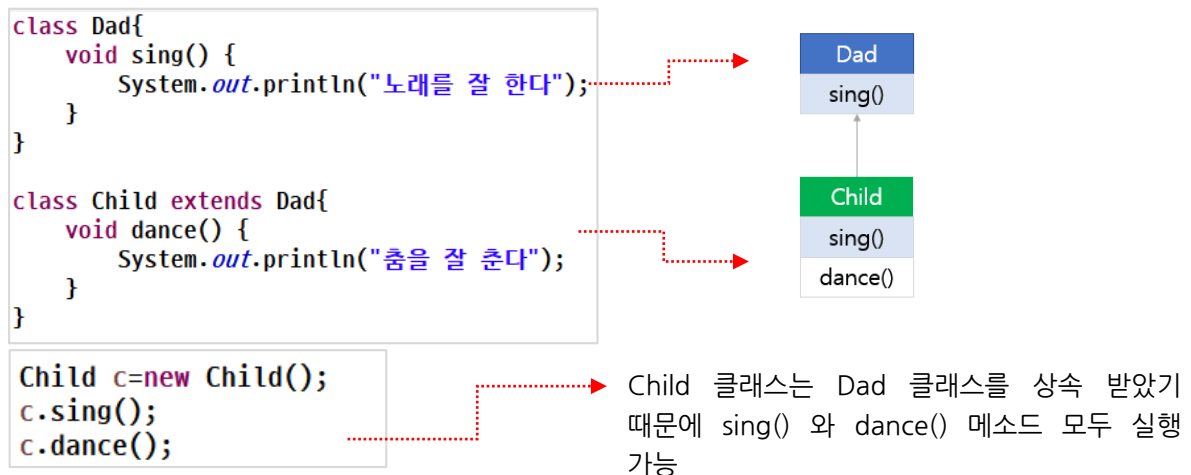 class Dad{
    void sing() {
        System.out.println("노래를 잘 한다");
    }
}
class Child extends Dad{
    void dance() {
        System.out.println("춤을 잘 춘다");
    }
}
Dad
sing()
Child
sing()
dance()
Child c=new Child();
c.sing();
c.dance();
Child 클래스는 Dad 클래스를 상속 받았기
때문에 sing() 와 dance() 메소드 모두 실행
가능